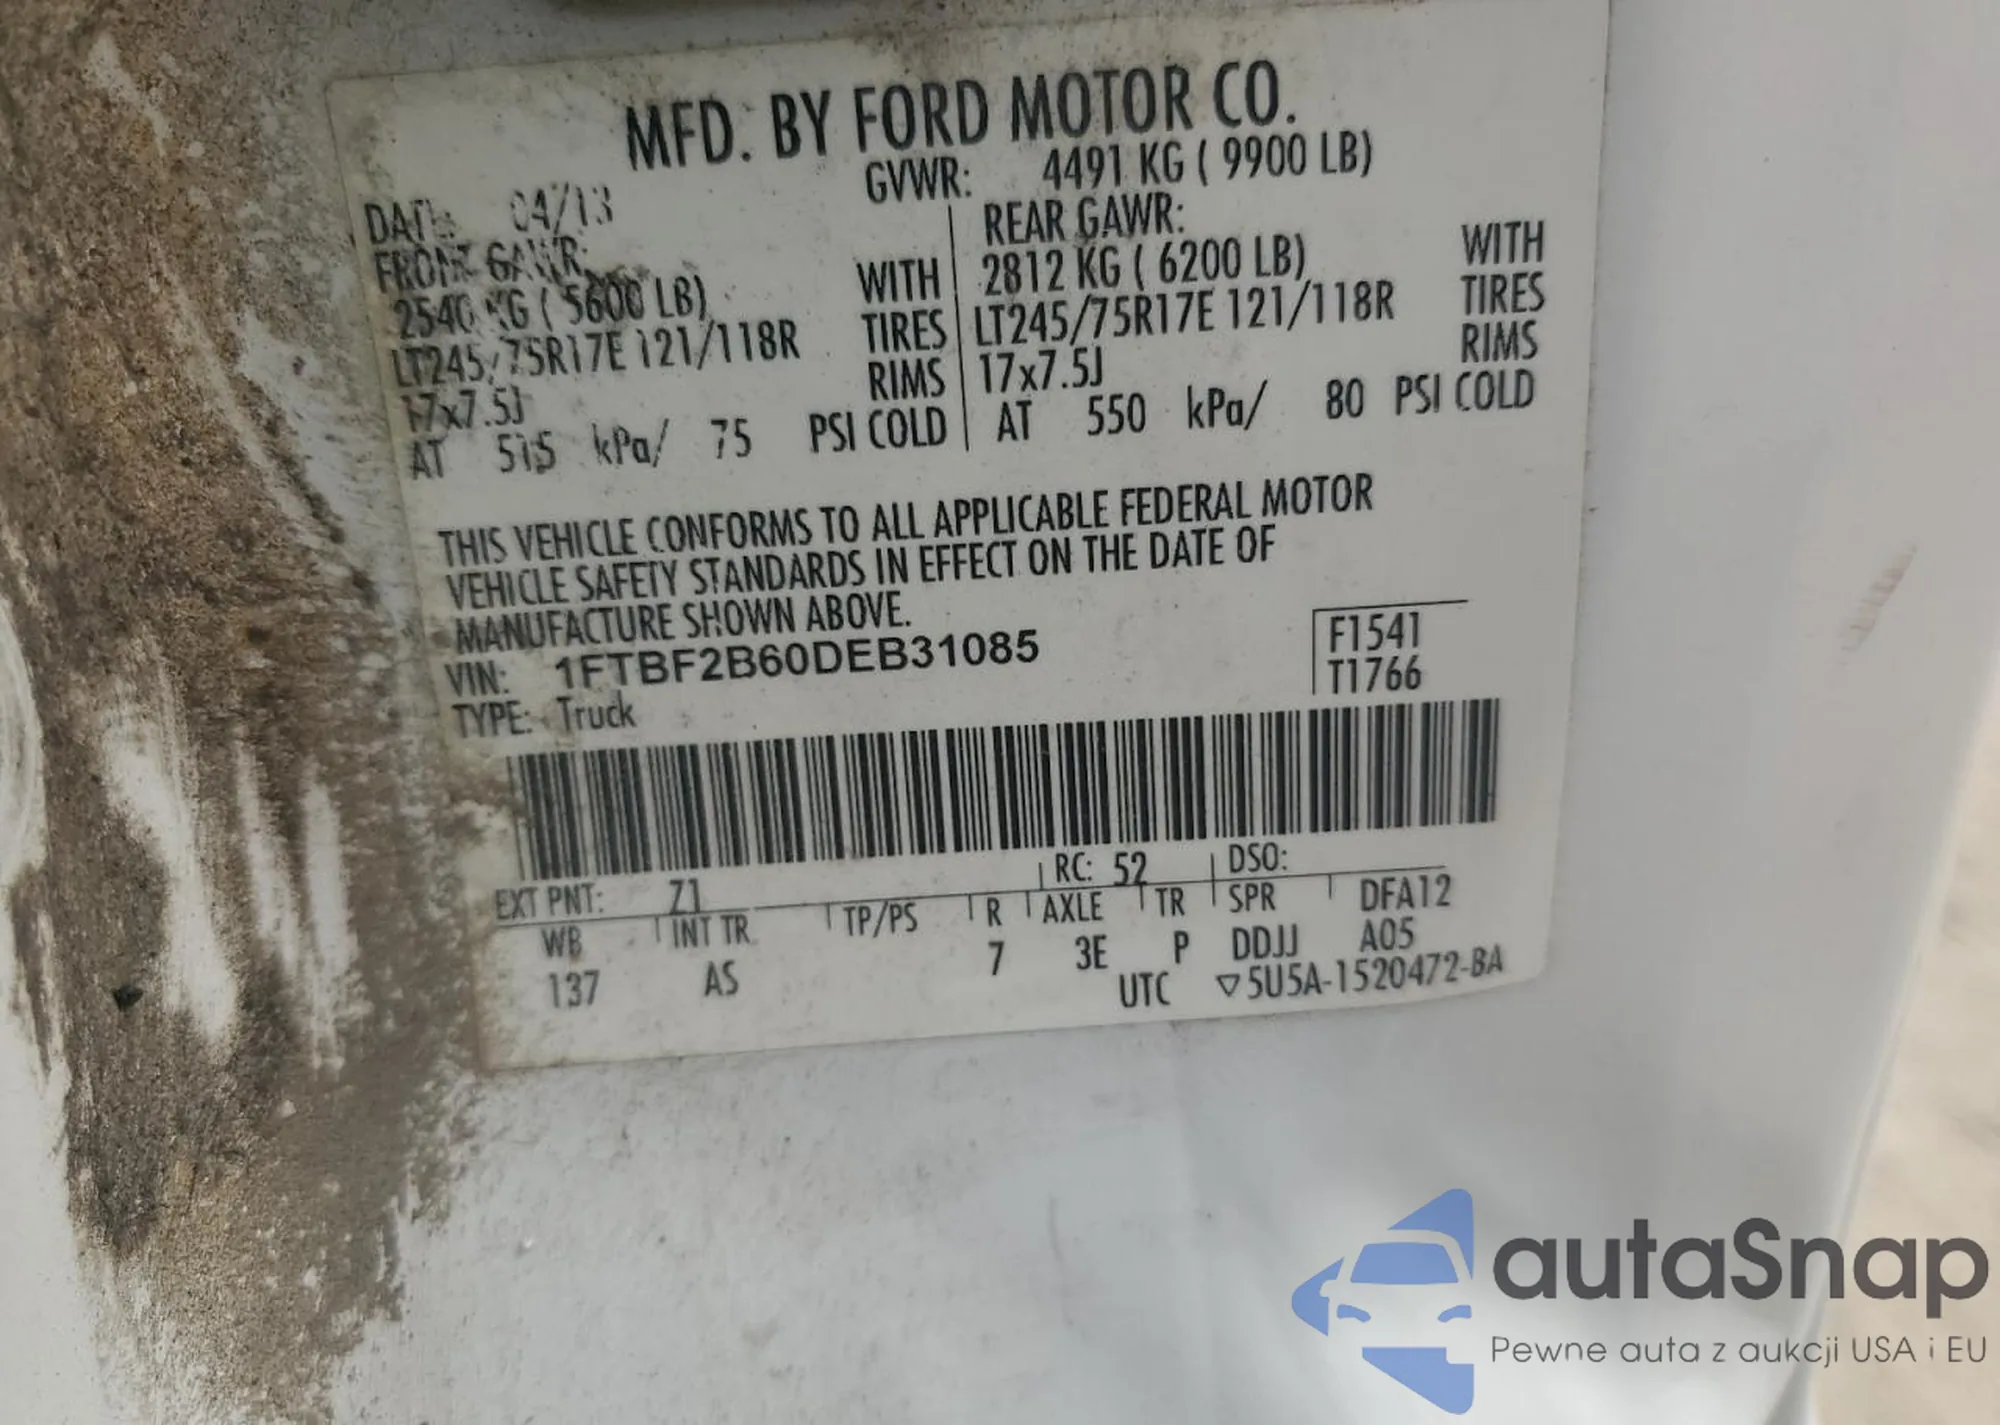 MFD. BY FORD MOTOR CO.
DATE: 04/13 GVWR: 4491 KG ( 9900 LB)
FRONT GAWR: REAR GAWR:
2540 KG ( 5600 LB) WITH 2812 KG ( 6200 LB) WITH
LT245/75R17E 121/118R TIRES LT245/75R17E 121/118R TIRES
17x7.5J RIMS 17x7.5J RIMS
AT 515 kPa/ 75 PSI COLD AT 550 kPa/ 80 PSI COLD
THIS VEHICLE CONFORMS TO ALL APPLICABLE FEDERAL MOTOR
VEHICLE SAFETY STANDARDS IN EFFECT ON THE DATE OF
MANUFACTURE SHOWN ABOVE.
VIN: 1FTBF2B60DEB31085 F1541
TYPE: Truck T1766
EXT PNT: Z1 RC: 52 DSO:
WB INT TR TP/PS R AXLE TR SPR DFA12
137 AS 7 3E P DDJJ A05
UTC ▽5U5A-1520472-BA
autaSnap
Pewne auta z aukcji USA i EU